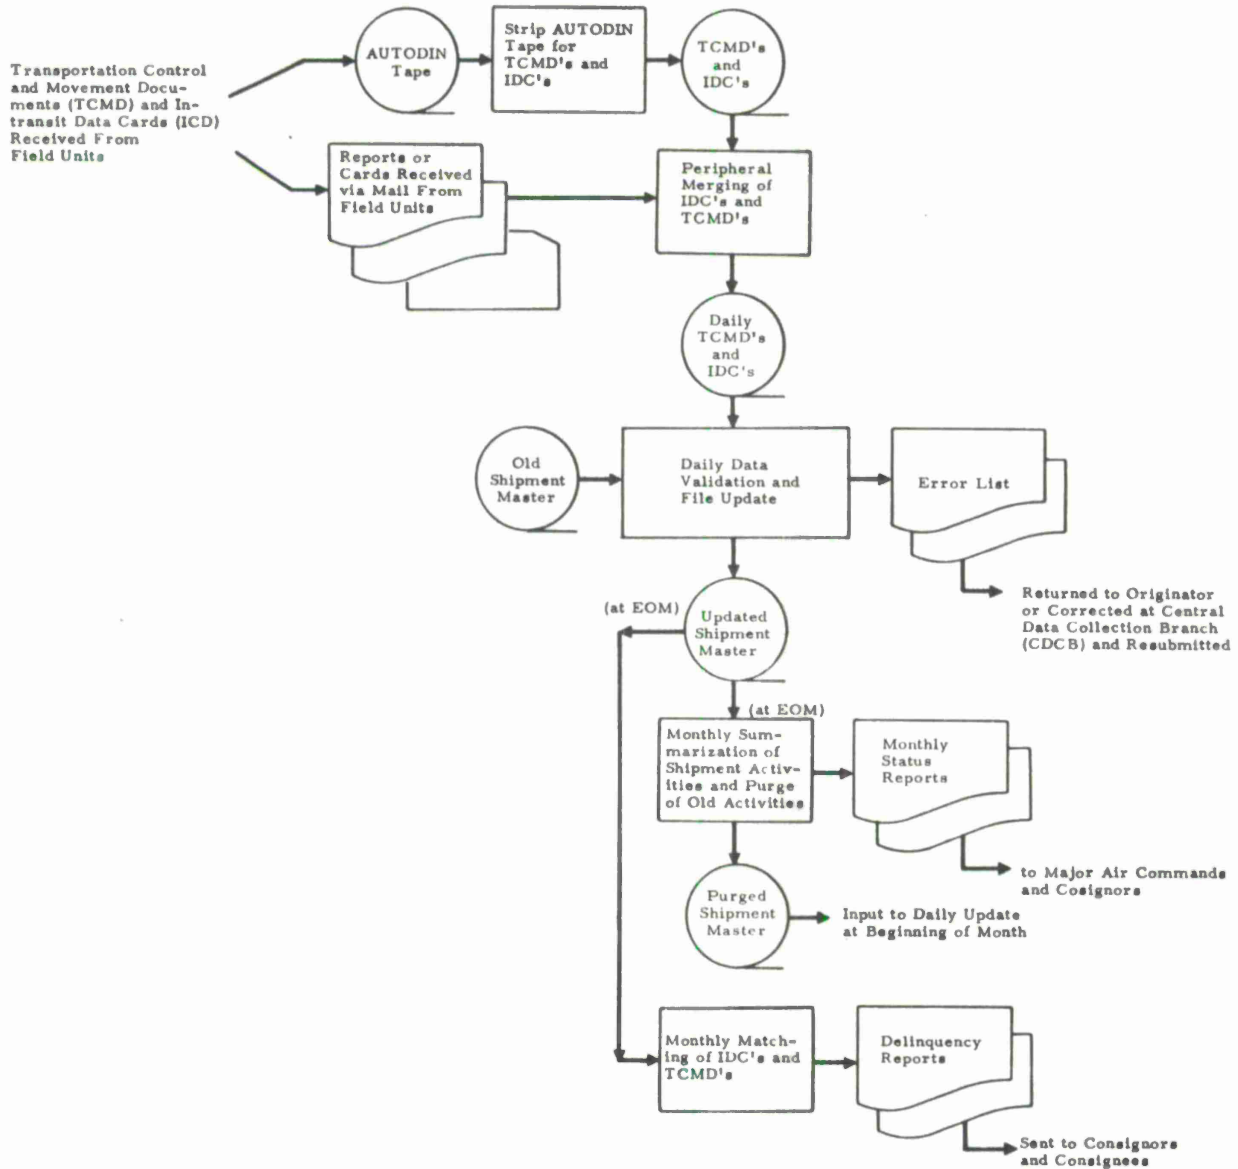 Transportation Control
and Movement Docu-
ments (TCMD) and In-
transit Data Cards (ICD)
Received From
Field Units
AUTODIN
Tape
Strip AUTODIN
Tape for
TCMD's and
IDC's
TCMD's
and
IDC's
Reports or
Cards Received
via Mail From
Field Units
Peripheral
Merging of
IDC's and
TCMD's
Daily
TCMD's
and
IDC's
Old
Shipment
Master
Daily Data
Validation and
File Update
Error List
Returned to Originator
or Corrected at Central
Data Collection Branch
(CDCB) and Resubmitted
(at EOM)
Updated
Shipment
Master
(at EOM)
Monthly Sum-
marization of
Shipment Activ-
ities and Purge
of Old Activities
Monthly
Status
Reports
to Major Air Commands
and Cosignors
Purged
Shipment
Master
Input to Daily Update
at Beginning of Month
Monthly Match-
ing of IDC's and
TCMD's
Delinquency
Reports
Sent to Consignors
and Consignees